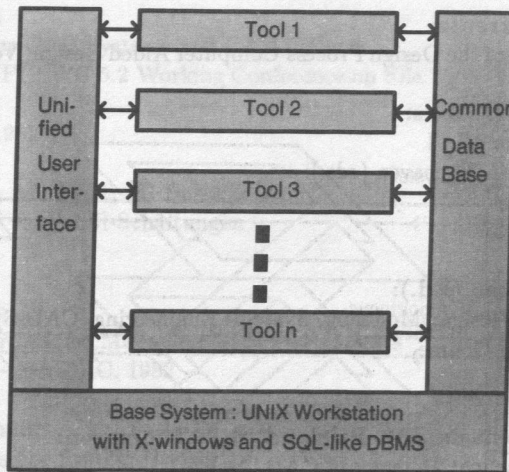 Tool 1
Tool 2
Tool 3
Tool n
Uni-
fied
User
Inter-
face
Common
Data
Base
Base System : UNIX Workstation
with X-windows and SQL-like DBMS